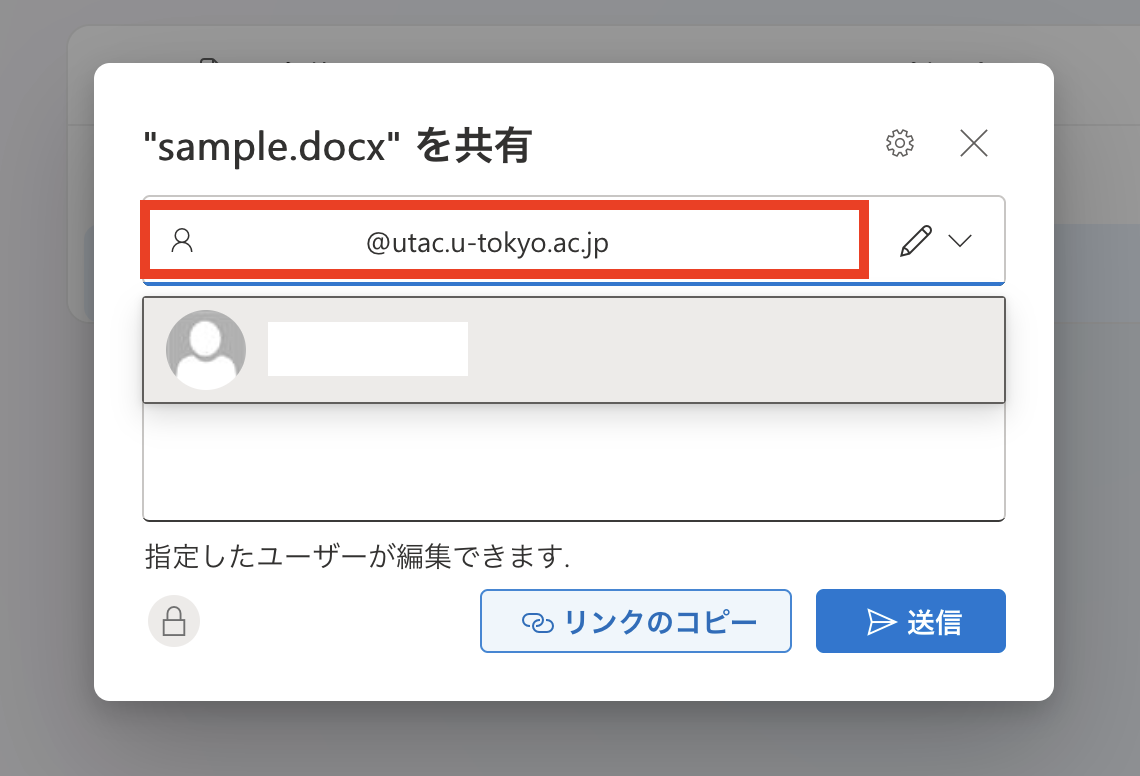 "sample.docx" を共有
@utac.u-tokyo.ac.jp
指定したユーザーが編集できます.
リンクのコピー
送信